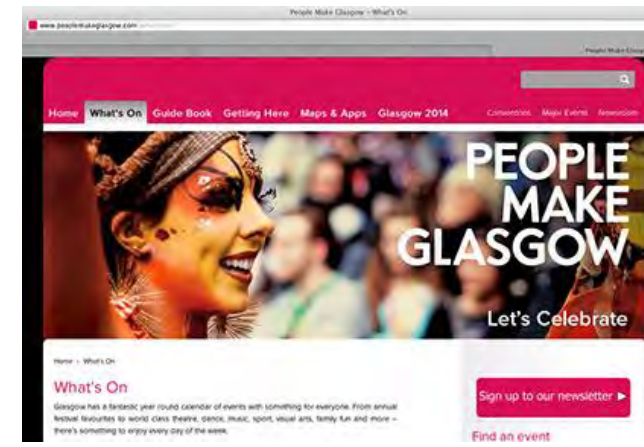 People Make Glasgow – What's On
www.peoplemakeglasgow.com
People Make Glasg
Home What's On Guide Book Getting Here Maps & Apps Glasgow 2014 Conventions Major Events Newsroom
PEOPLE
MAKE
GLASGOW
Let's Celebrate
Home › What's On
What's On
Glasgow has a fantastic year round calendar of events with something for everyone. From annual
festival favourites to world class theatre, dance, music, sport, visual arts, family fun and more –
there's something to enjoy every day of the week.
Sign up to our newsletter
Find an event